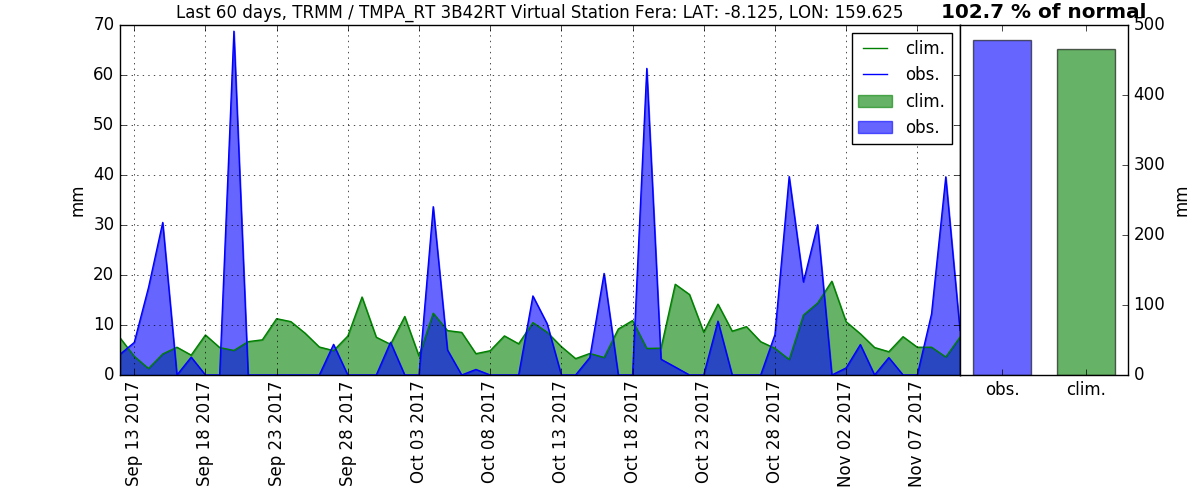 Last 60 days, TRMM / TMPA_RT 3B42RT Virtual Station Fera: LAT: -8.125, LON: 159.625
102.7 % of normal
70
60
50
40
30
20
10
0
mm
clim.
obs.
clim.
obs.
500
400
300
200
100
0
mm
obs.
clim.
Sep 13 2017
Sep 18 2017
Sep 23 2017
Sep 28 2017
Oct 03 2017
Oct 08 2017
Oct 13 2017
Oct 18 2017
Oct 23 2017
Oct 28 2017
Nov 02 2017
Nov 07 2017